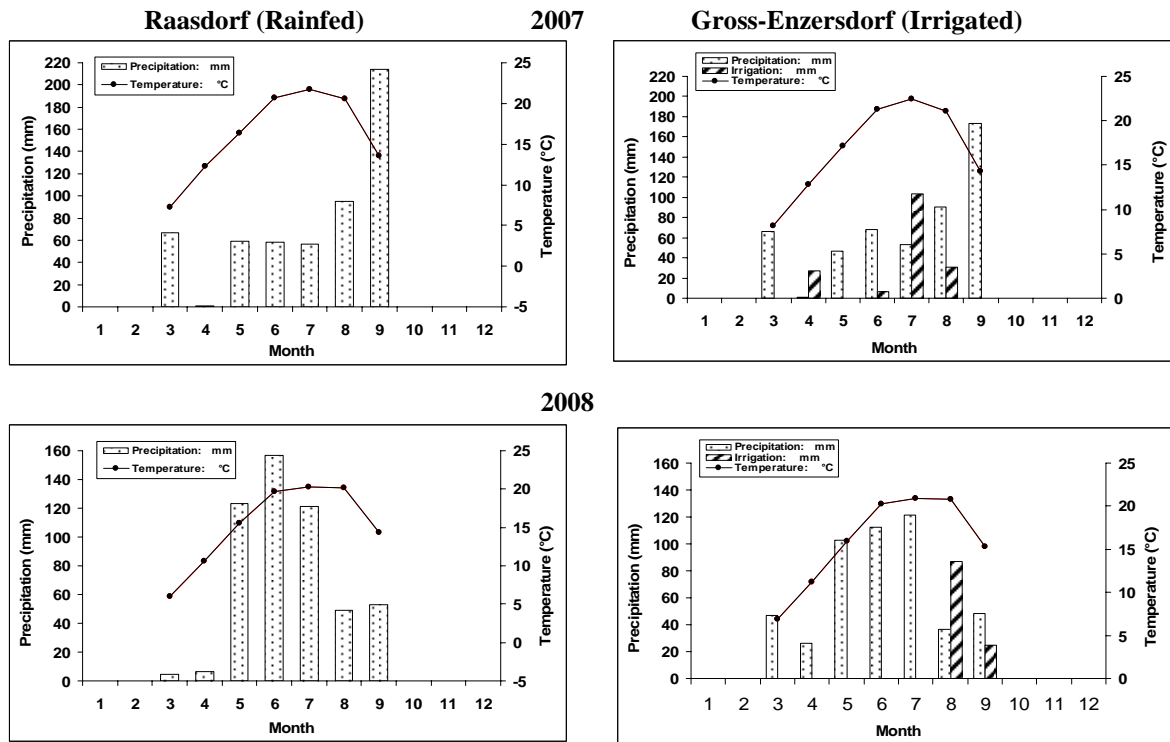 Raasdorf (Rainfed) 2007 Gross-Enzersdorf (Irrigated)
Precipitation: mm
Temperature: °C
Precipitation (mm)
220
200
180
160
140
120
100
80
60
40
20
0
25
20
15
10
5
0
-5
Temperature (°C)
1 2 3 4 5 6 7 8 9 10 11 12
Month
Precipitation: mm
Irrigation: mm
Temperature: °C
Precipitation (mm)
220
200
180
160
140
120
100
80
60
40
20
0
25
20
15
10
5
0
Temperature (°C)
1 2 3 4 5 6 7 8 9 10 11 12
Month
2008
Precipitation: mm
Temperature: °C
Precipitation (mm)
160
140
120
100
80
60
40
20
0
25
20
15
10
5
0
-5
Temperature (°C)
1 2 3 4 5 6 7 8 9 10 11 12
Month
Precipitation: mm
Irrigation: mm
Temperature: °C
Precipitation (mm)
160
140
120
100
80
60
40
20
0
25
20
15
10
5
0
Temperature (°C)
1 2 3 4 5 6 7 8 9 10 11 12
Month